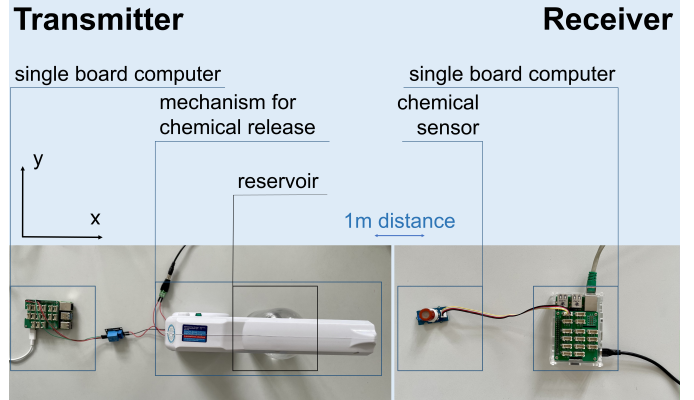 Transmitter
Receiver
single board computer
single board computer
mechanism for
chemical release
chemical
sensor
reservoir
y
x
1m distance